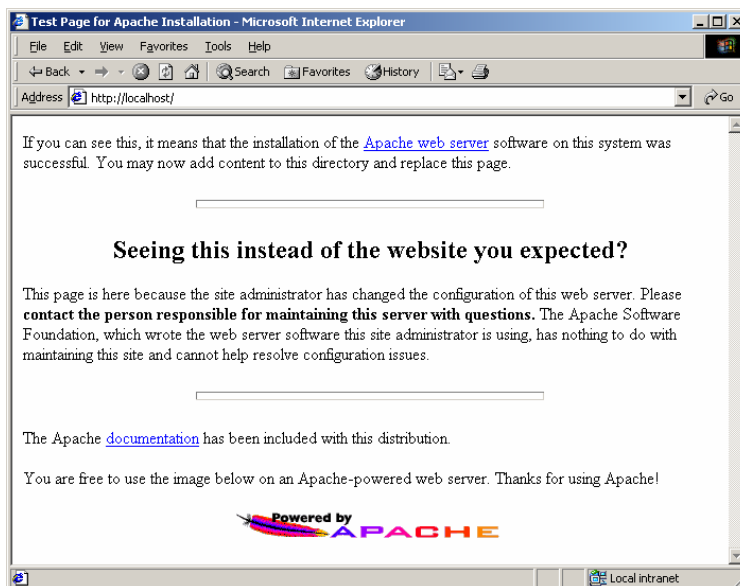 Test Page for Apache Installation - Microsoft Internet Explorer
File Edit View Favorites Tools Help
Back Search Favorites History
Address http://localhost/ Go
If you can see this, it means that the installation of the Apache web server software on this system was
successful. You may now add content to this directory and replace this page.
Seeing this instead of the website you expected?
This page is here because the site administrator has changed the configuration of this web server. Please
contact the person responsible for maintaining this server with questions. The Apache Software
Foundation, which wrote the web server software this site administrator is using, has nothing to do with
maintaining this site and cannot help resolve configuration issues.
The Apache documentation has been included with this distribution.
You are free to use the image below on an Apache-powered web server. Thanks for using Apache!
Powered by
APACHE
Local intranet